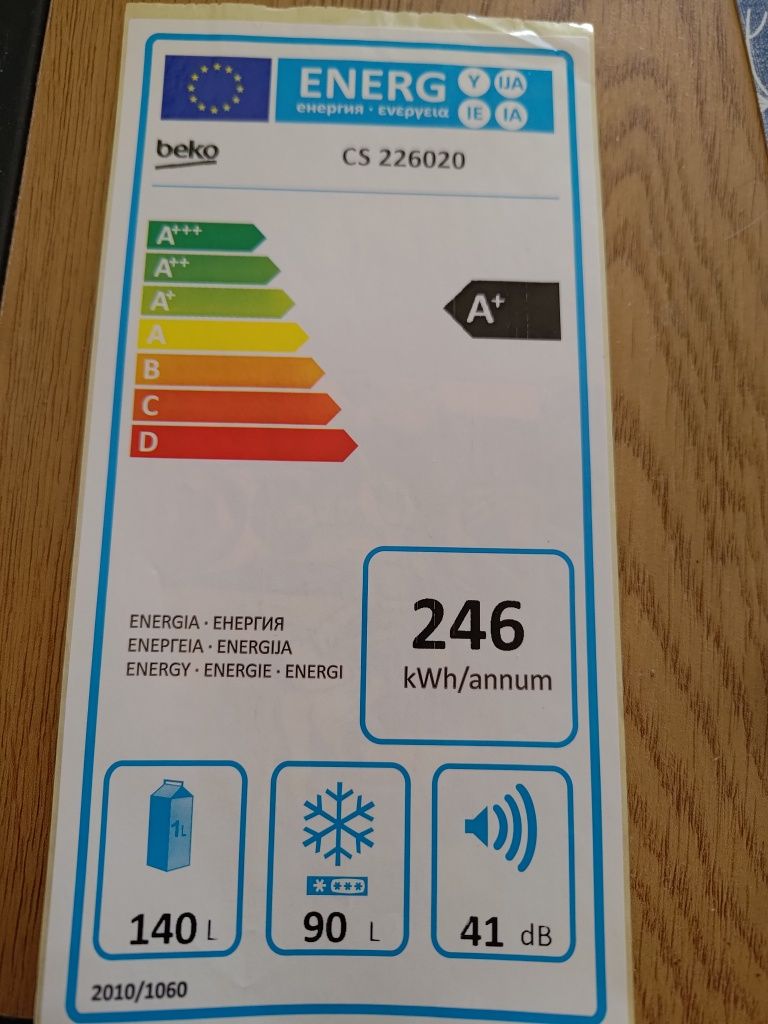 ENERG Y IJA
енергия · ενεργεια IE IA
beko CS 226020
A+++
A++
A+
A
B
C
D
A+
246
kWh/annum
ENERGIA · ЕНЕРГИЯ
ΕΝΕΡΓΕΙΑ · ENERGIJA
ENERGY · ENERGIE · ENERGI
1L
140 L
90 L
41 dB
2010/1060